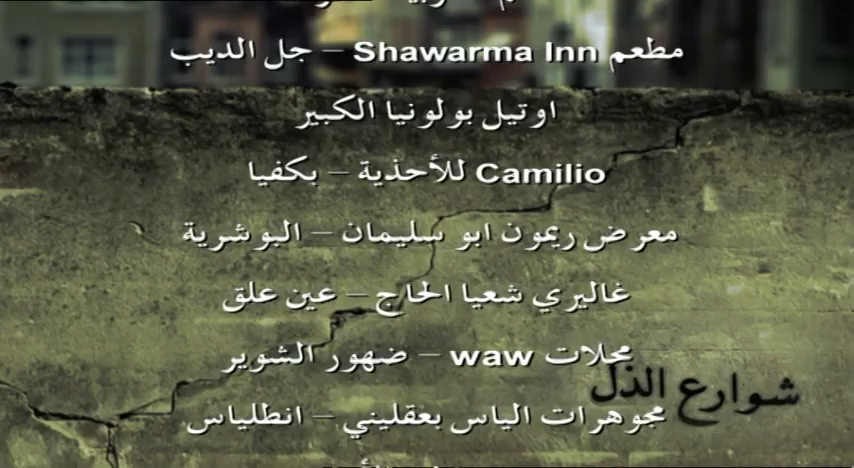 مطعم Shawarma Inn – جل الديب
اوتيل بولونيا الكبير
Camilio للأحذية – بكفيا
معرض ريمون ابو سليمان – البوشرية
غاليري شعيا الحاج – عين علق
محلات waw – ضهور الشوير
شوارع الذل
مجوهرات الياس بعقليني – انطلياس